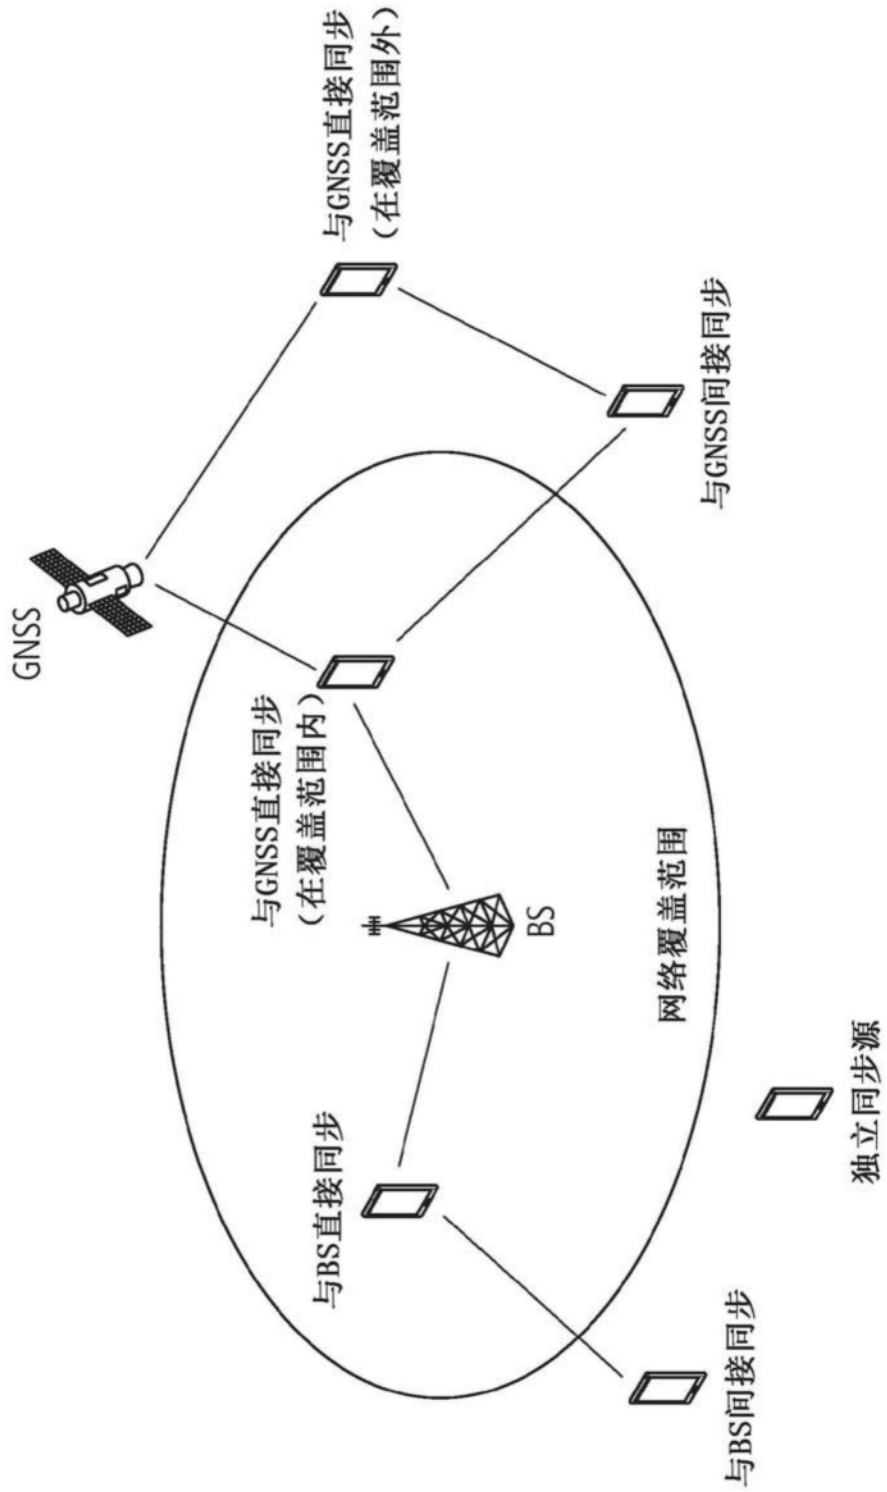 GNSS
与GNSS直接同步
（在覆盖范围外）
与GNSS直接同步
（在覆盖范围内）
与BS直接同步
BS
网络覆盖范围
与GNSS间接同步
与BS间接同步
独立同步源